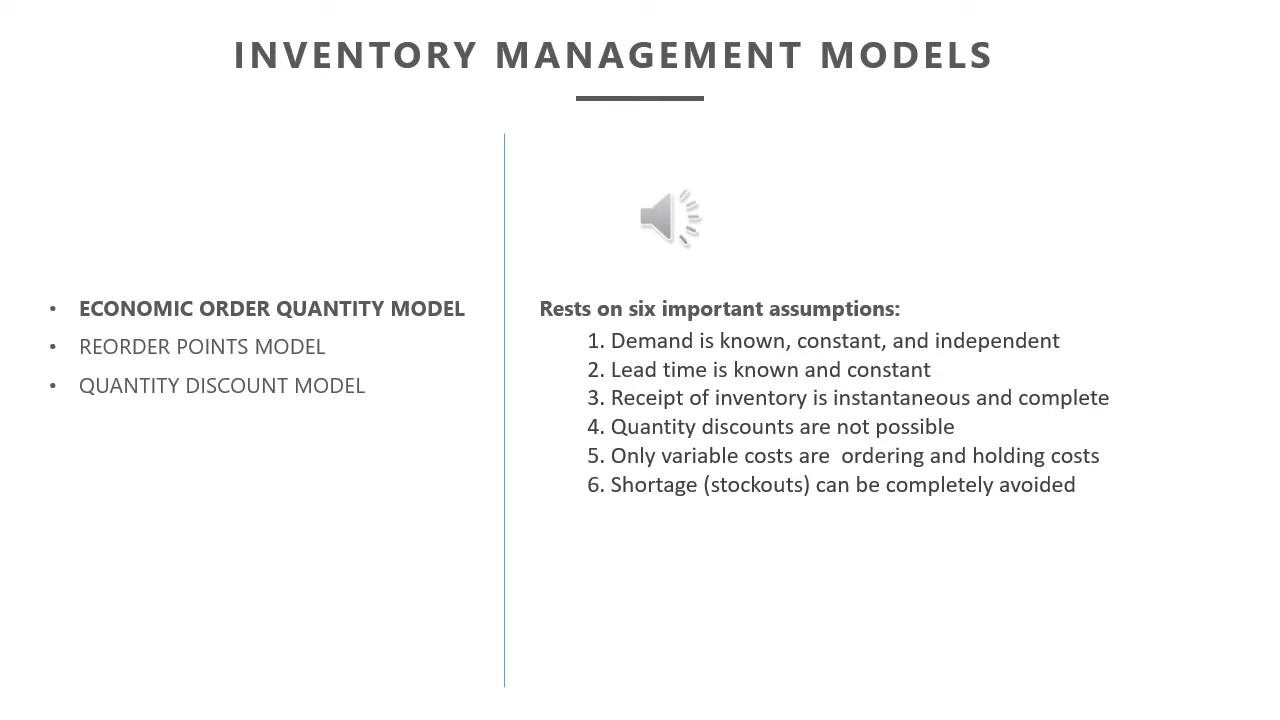 INVENTORY MANAGEMENT MODELS
• ECONOMIC ORDER QUANTITY MODEL
• REORDER POINTS MODEL
• QUANTITY DISCOUNT MODEL
Rests on six important assumptions:
1. Demand is known, constant, and independent
2. Lead time is known and constant
3. Receipt of inventory is instantaneous and complete
4. Quantity discounts are not possible
5. Only variable costs are  ordering and holding costs
6. Shortage (stockouts) can be completely avoided